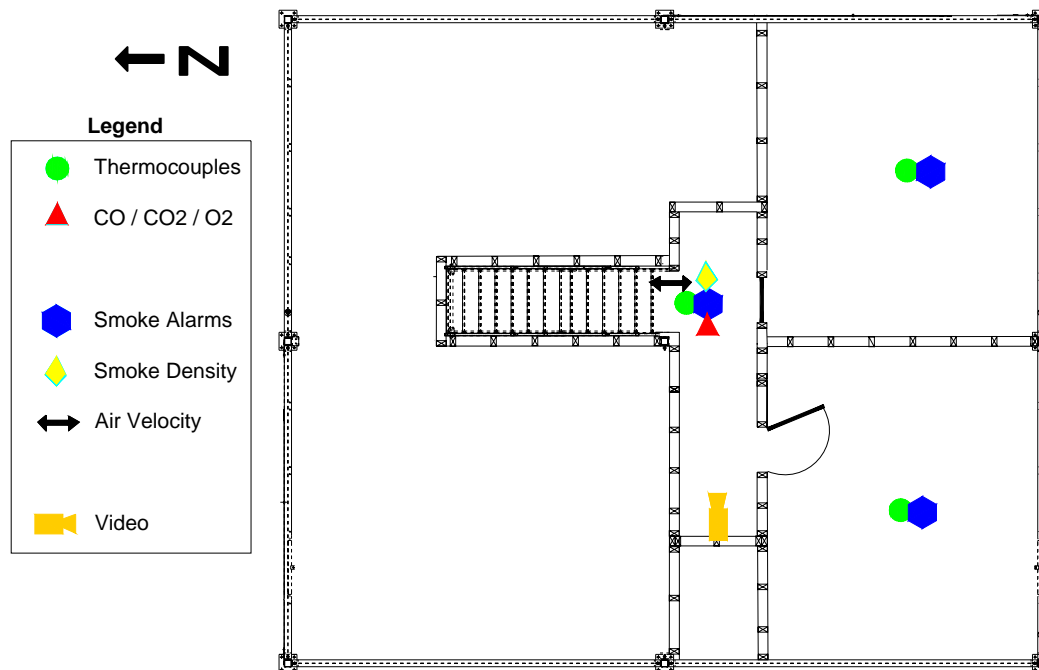 N
Legend
Thermocouples
CO / CO2 / O2
Smoke Alarms
Smoke Density
Air Velocity
Video